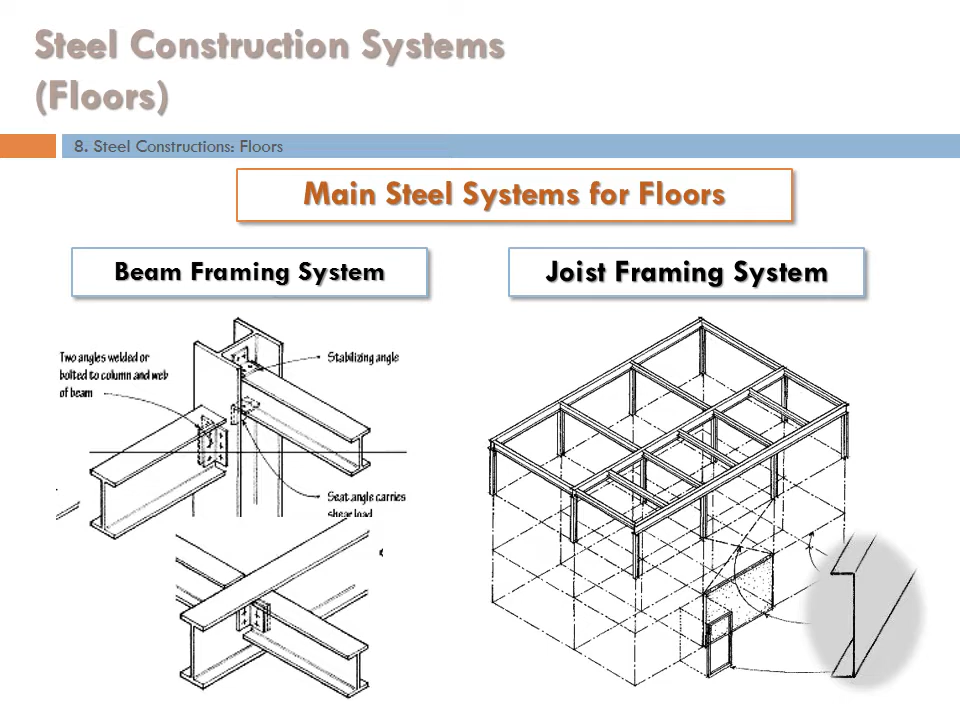 Steel Construction Systems
(Floors)
8. Steel Constructions: Floors
Main Steel Systems for Floors
Beam Framing System
Joist Framing System
Two angles welded or
bolted to column and web
of beam
Stabilizing angle
Seat angle carries
shear load